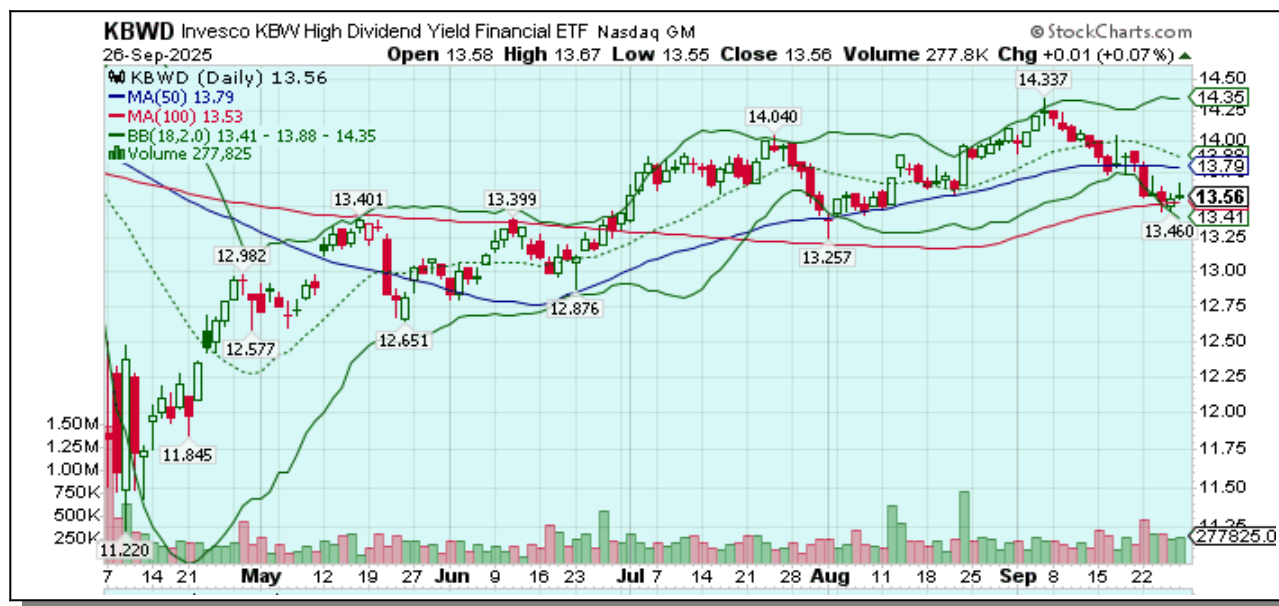 KBWD Invesco KBW High Dividend Yield Financial ETF Nasdaq GM © StockCharts.com
26-Sep-2025 Open 13.58 High 13.67 Low 13.55 Close 13.56 Volume 277.8K Chg +0.01 (+0.07%)
KBWD (Daily) 13.56
MA(50) 13.79
MA(100) 13.53
BB(18,2.0) 13.41 - 13.88 - 14.35
Volume 277,825
14.337
14.040
13.401
13.399
12.982
13.460
13.257
12.876
12.577
12.651
11.845
11.220
14.50
14.35
14.25
14.00
13.88
13.79
13.56
13.41
13.25
13.00
12.75
12.50
12.25
12.00
11.75
11.50
11.25
277825.0
1.50M
1.25M
1.00M
750K
500K
250K
7 14 21 May 12 19 27 Jun 9 16 23 Jul 7 14 21 28 Aug 11 18 25 Sep 8 15 22